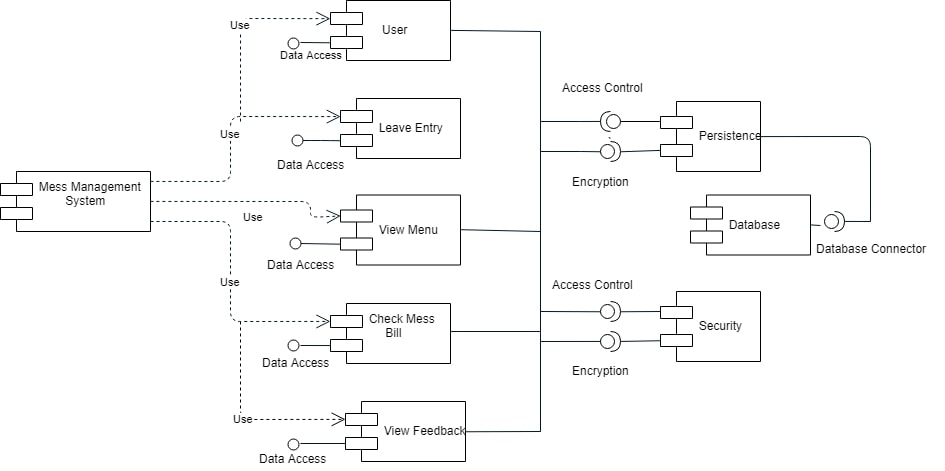 Use
User
Data Access
Access Control
Use
Leave Entry
Persistence
Data Access
Mess Management
System
Encryption
Use
View Menu
Database
Data Access
Database Connector
Use
Access Control
Check Mess
Bill
Security
Data Access
Encryption
Use
View Feedback
Data Access